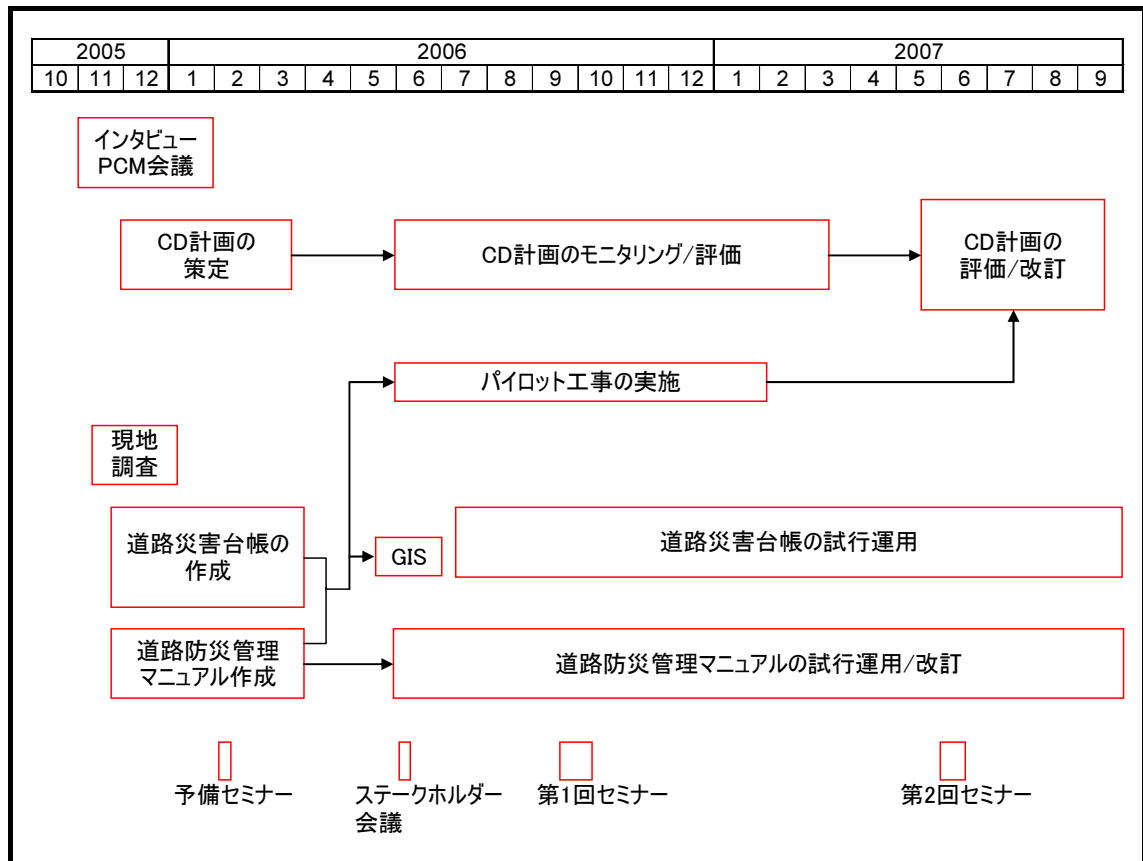 2005 2006 2007
10 11 12 1 2 3 4 5 6 7 8 9 10 11 12 1 2 3 4 5 6 7 8 9
インタビュー
PCM会議
CD計画の
策定
CD計画のモニタリング/評価
CD計画の
評価/改訂
パイロット工事の実施
現地
調査
道路災害台帳の
作成
GIS
道路災害台帳の試行運用
道路防災管理
マニュアル作成
道路防災管理マニュアルの試行運用/改訂
予備セミナー
ステークホルダー
会議
第1回セミナー
第2回セミナー